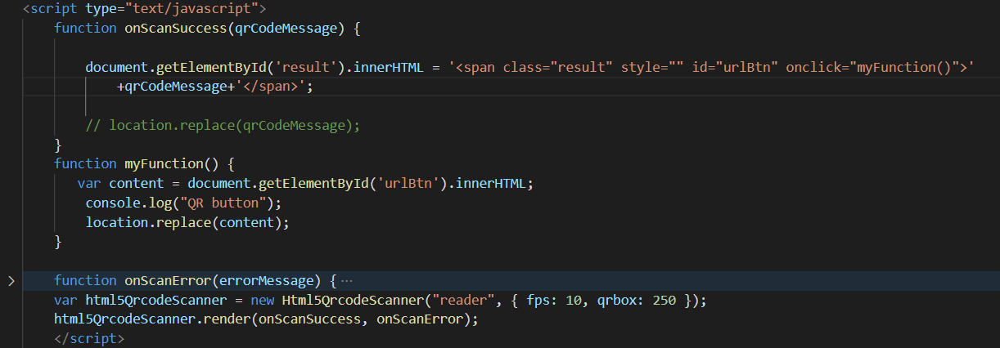 <script type="text/javascript">
function onScanSuccess(qrCodeMessage) {
document.getElementById('result').innerHTML = '<span class="result" style="" id="urlBtn" onclick="myFunction()">'
+qrCodeMessage+'</span>';
// location.replace(qrCodeMessage);
}
function myFunction() {
var content = document.getElementById('urlBtn').innerHTML;
console.log("QR button");
location.replace(content);
}
function onScanError(errorMessage) { ···
var html5QrcodeScanner = new Html5QrcodeScanner("reader", { fps: 10, qrbox: 250 });
html5QrcodeScanner.render(onScanSuccess, onScanError);
</script>